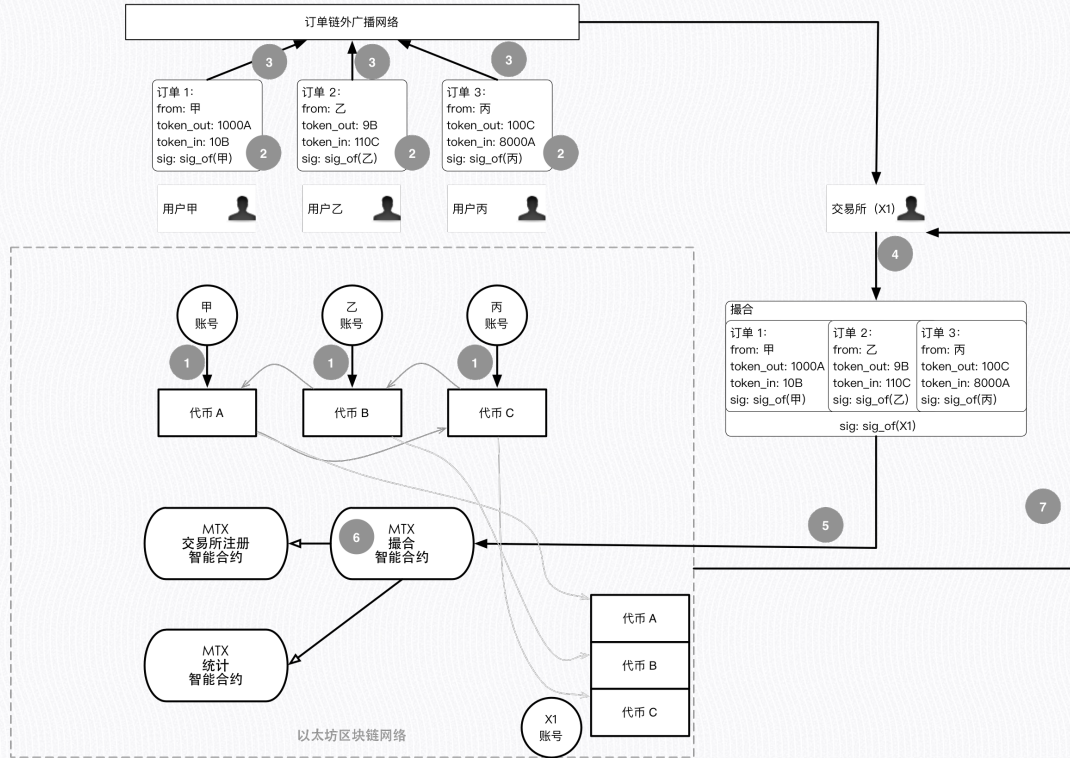 订单链外广播网络
3
3
3
订单 1:
from: 甲
token_out: 1000A
token_in: 10B
sig: sig_of(甲)
2
订单 2:
from: 乙
token_out: 9B
token_in: 110C
sig: sig_of(乙)
2
订单 3:
from: 丙
token_out: 100C
token_in: 8000A
sig: sig_of(丙)
2
用户甲
用户乙
用户丙
交易所（X1)
4
撮合
订单 1:
from: 甲
token_out: 1000A
token_in: 10B
sig: sig_of(甲)
订单 2:
from: 乙
token_out: 9B
token_in: 110C
sig: sig_of(乙)
订单 3:
from: 丙
token_out: 100C
token_in: 8000A
sig: sig_of(丙)
sig: sig_of(X1)
甲
账号
乙
账号
丙
账号
1
1
1
代币 A
代币 B
代币 C
5
7
MTX
交易所注册
智能合约
6
MTX
撮合
智能合约
MTX
统计
智能合约
代币 A
代币 B
代币 C
X1
账号
以太坊区块链网络